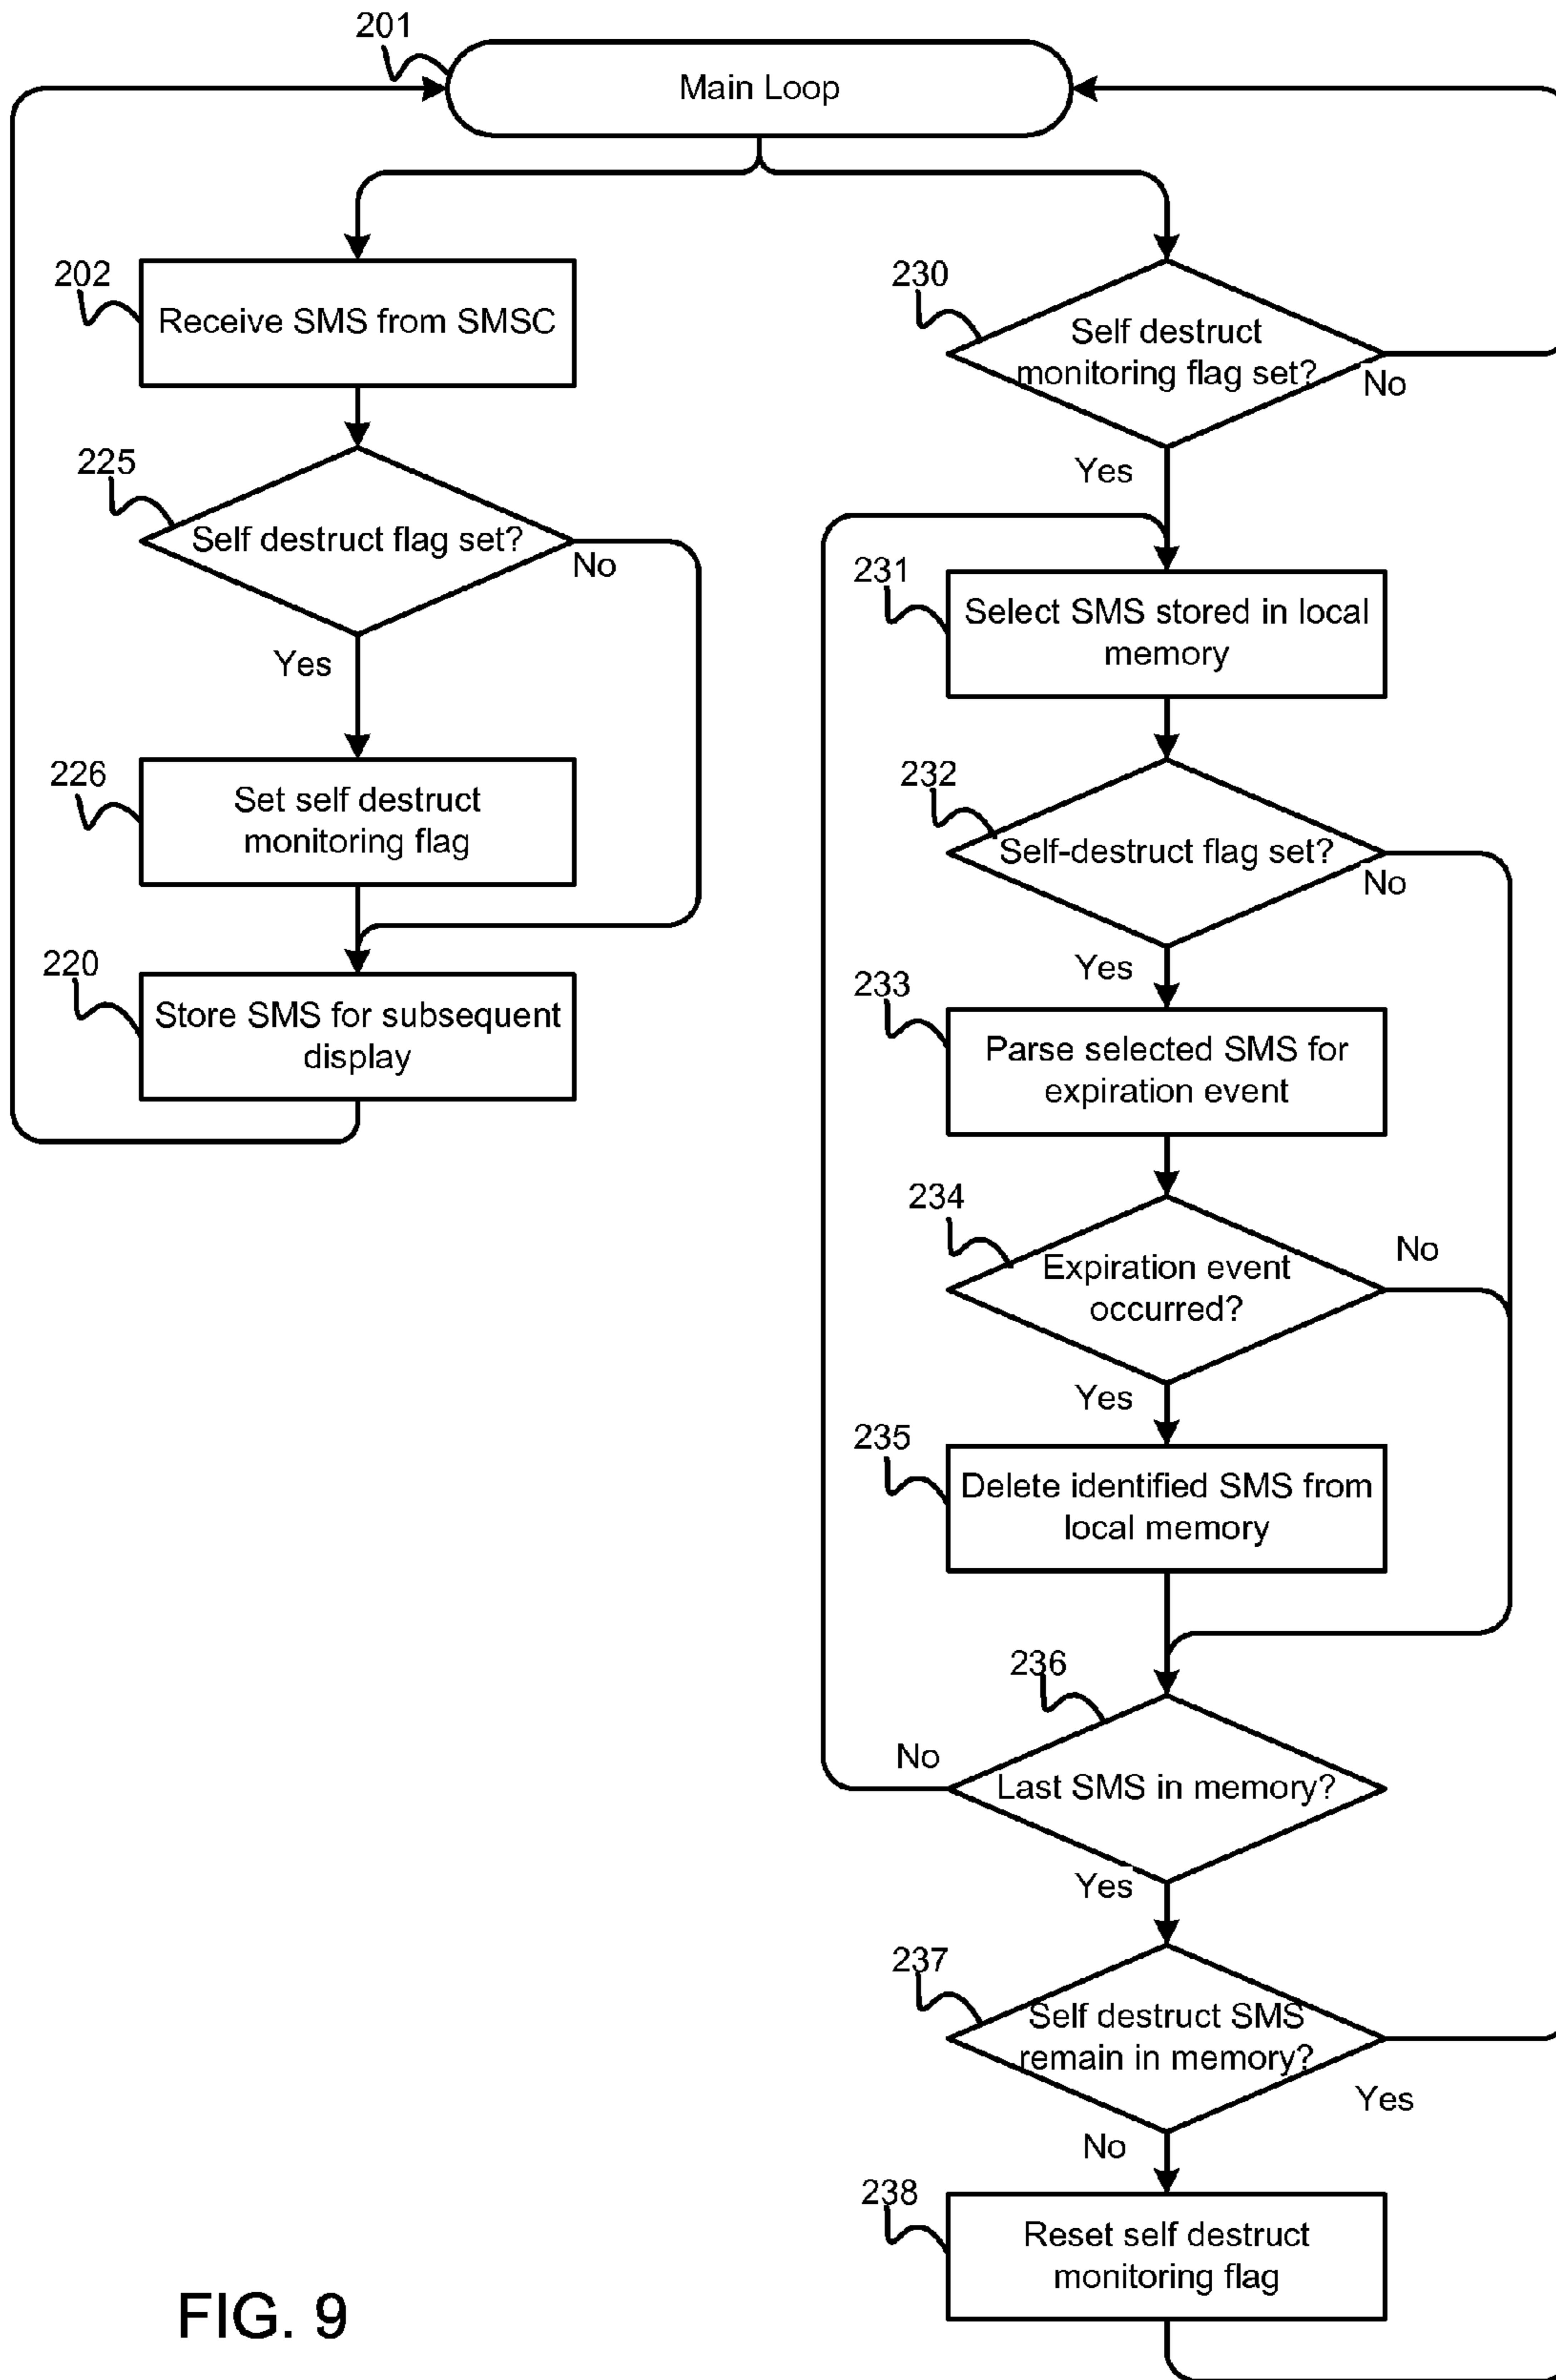 201
Main Loop
202
Receive SMS from SMSC
225
Self destruct flag set?
No
Yes
226
Set self destruct
monitoring flag
220
Store SMS for subsequent
display
230
Self destruct
monitoring flag set?
No
Yes
231
Select SMS stored in local
memory
232
Self-destruct flag set?
No
Yes
233
Parse selected SMS for
expiration event
234
Expiration event
occurred?
No
Yes
235
Delete identified SMS from
local memory
236
Last SMS in memory?
No
Yes
237
Self destruct SMS
remain in memory?
Yes
No
238
Reset self destruct
monitoring flag
FIG. 9